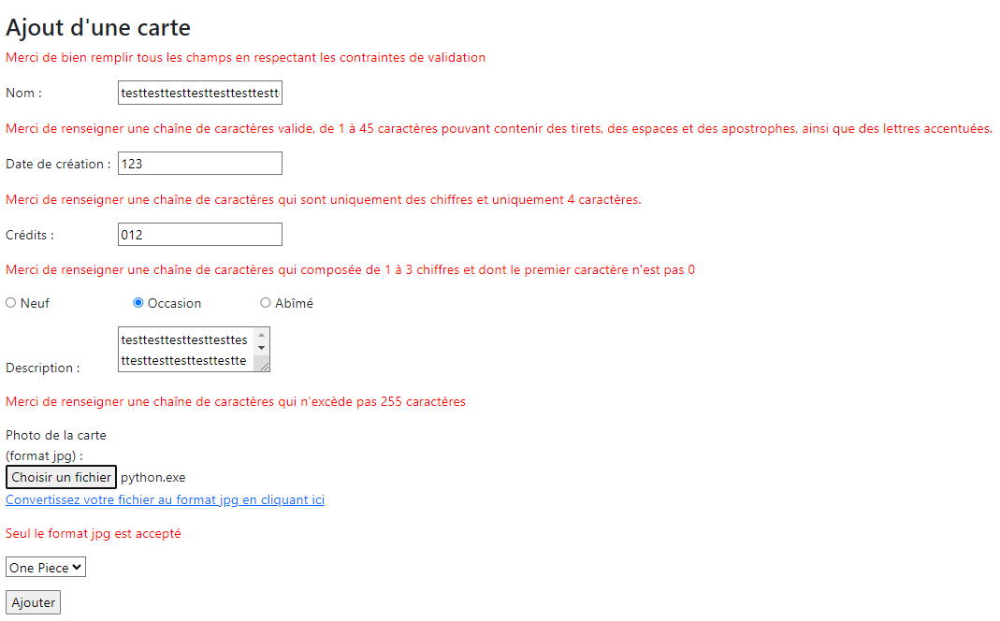 Ajout d'une carte
Merci de bien remplir tous les champs en respectant les contraintes de validation
Nom : testtesttesttesttesttesttestt
Merci de renseigner une chaîne de caractères valide, de 1 à 45 caractères pouvant contenir des tirets, des espaces et des apostrophes, ainsi que des lettres accentuées.
Date de création : 123
Merci de renseigner une chaîne de caractères qui sont uniquement des chiffres et uniquement 4 caractères.
Crédits : 012
Merci de renseigner une chaîne de caractères qui composée de 1 à 3 chiffres et dont le premier caractère n'est pas 0
Neuf Occasion Abîmé
testtesttesttesttesttes
ttesttesttesttesttestte
Description :
Merci de renseigner une chaîne de caractères qui n'excède pas 255 caractères
Photo de la carte
(format jpg) :
Choisir un fichier python.exe
Convertissez votre fichier au format jpg en cliquant ici
Seul le format jpg est accepté
One Piece
Ajouter